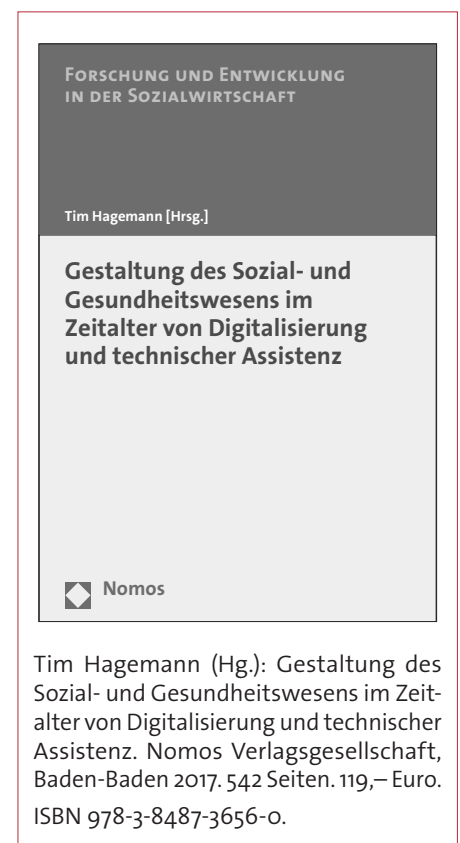 Forschung und Entwicklung
in der Sozialwirtschaft
Tim Hagemann [Hrsg.]
Gestaltung des Sozial- und
Gesundheitswesens im
Zeitalter von Digitalisierung
und technischer Assistenz
Nomos
Tim Hagemann (Hg.): Gestaltung des
Sozial- und Gesundheitswesens im Zeit-
alter von Digitalisierung und technischer
Assistenz. Nomos Verlagsgesellschaft,
Baden-Baden 2017. 542 Seiten. 119,– Euro.
ISBN 978-3-8487-3656-0.